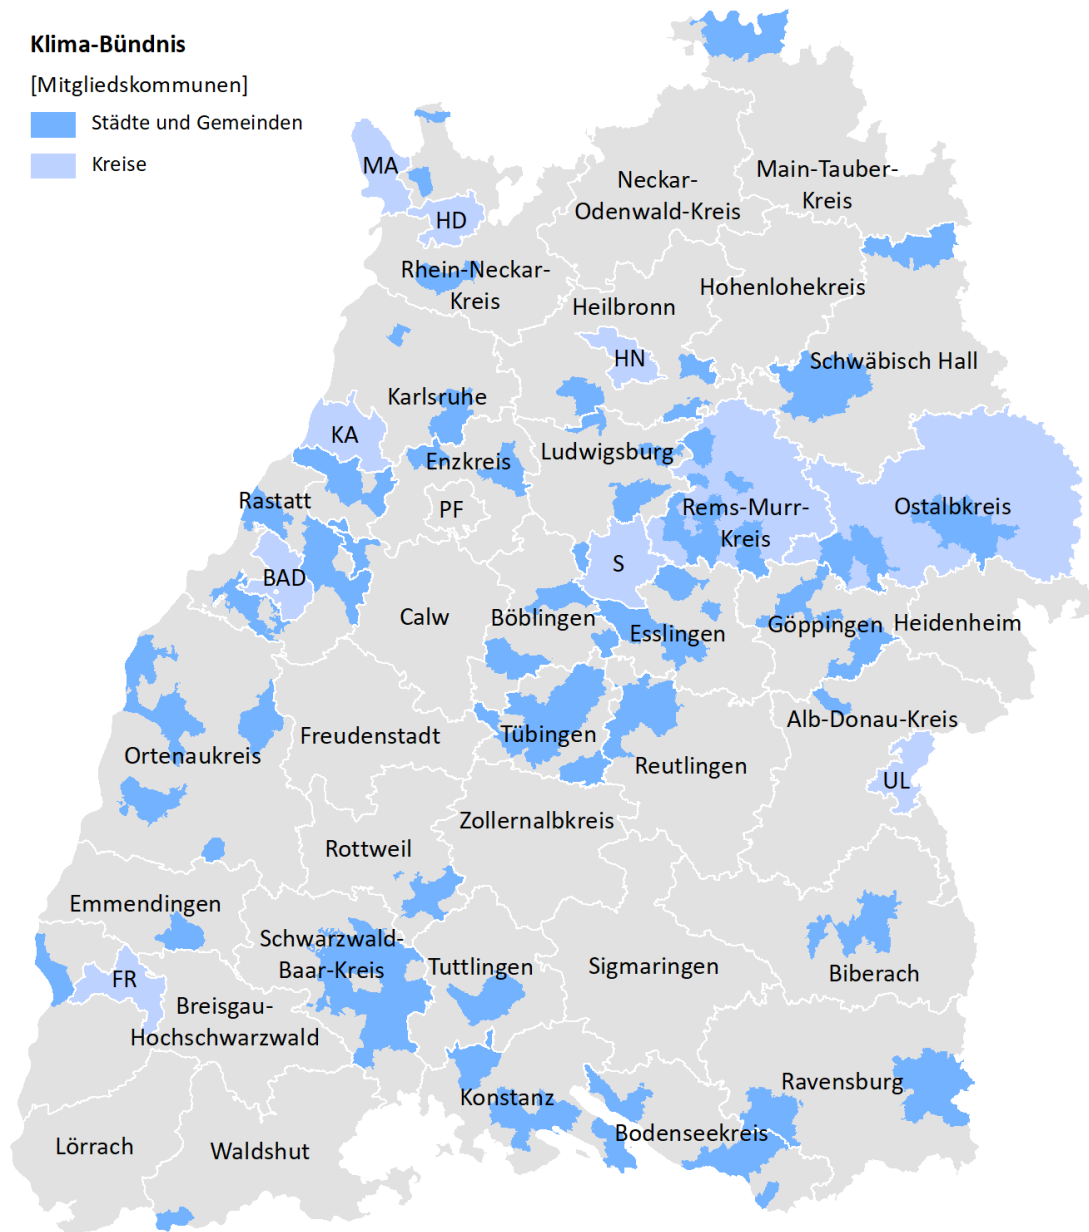 Klima-Bündnis
[Mitgliedskommunen]
Städte und Gemeinden
Kreise
MA
HD
Neckar-
Odenwald-Kreis
Main-Tauber-
Kreis
Rhein-Neckar-
Kreis
Hohenlohekreis
Heilbronn
HN
Schwäbisch Hall
Karlsruhe
KA
Enzkreis
Ludwigsburg
Rastatt
PF
Rems-Murr-
Kreis
Ostalbkreis
BAD
S
Calw
Böblingen
Esslingen
Göppingen
Heidenheim
Ortenaukreis
Freudenstadt
Tübingen
Reutlingen
Alb-Donau-Kreis
UL
Zollernalbkreis
Rottweil
Emmendingen
Schwarzwald-
Baar-Kreis
Tuttlingen
Sigmaringen
Biberach
FR
Breisgau-
Hochschwarzwald
Konstanz
Ravensburg
Bodenseekreis
Lörrach
Waldshut